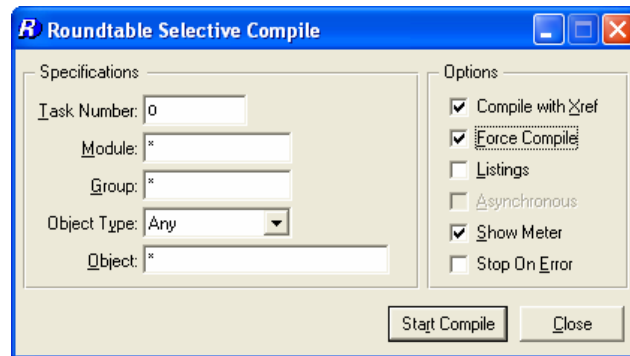 R Roundtable Selective Compile
Specifications
Task Number: 0
Module: *
Group: *
Object Type: Any
Object: *
Options
Compile with Xref
Force Compile
Listings
Asynchronous
Show Meter
Stop On Error
Start Compile
Close